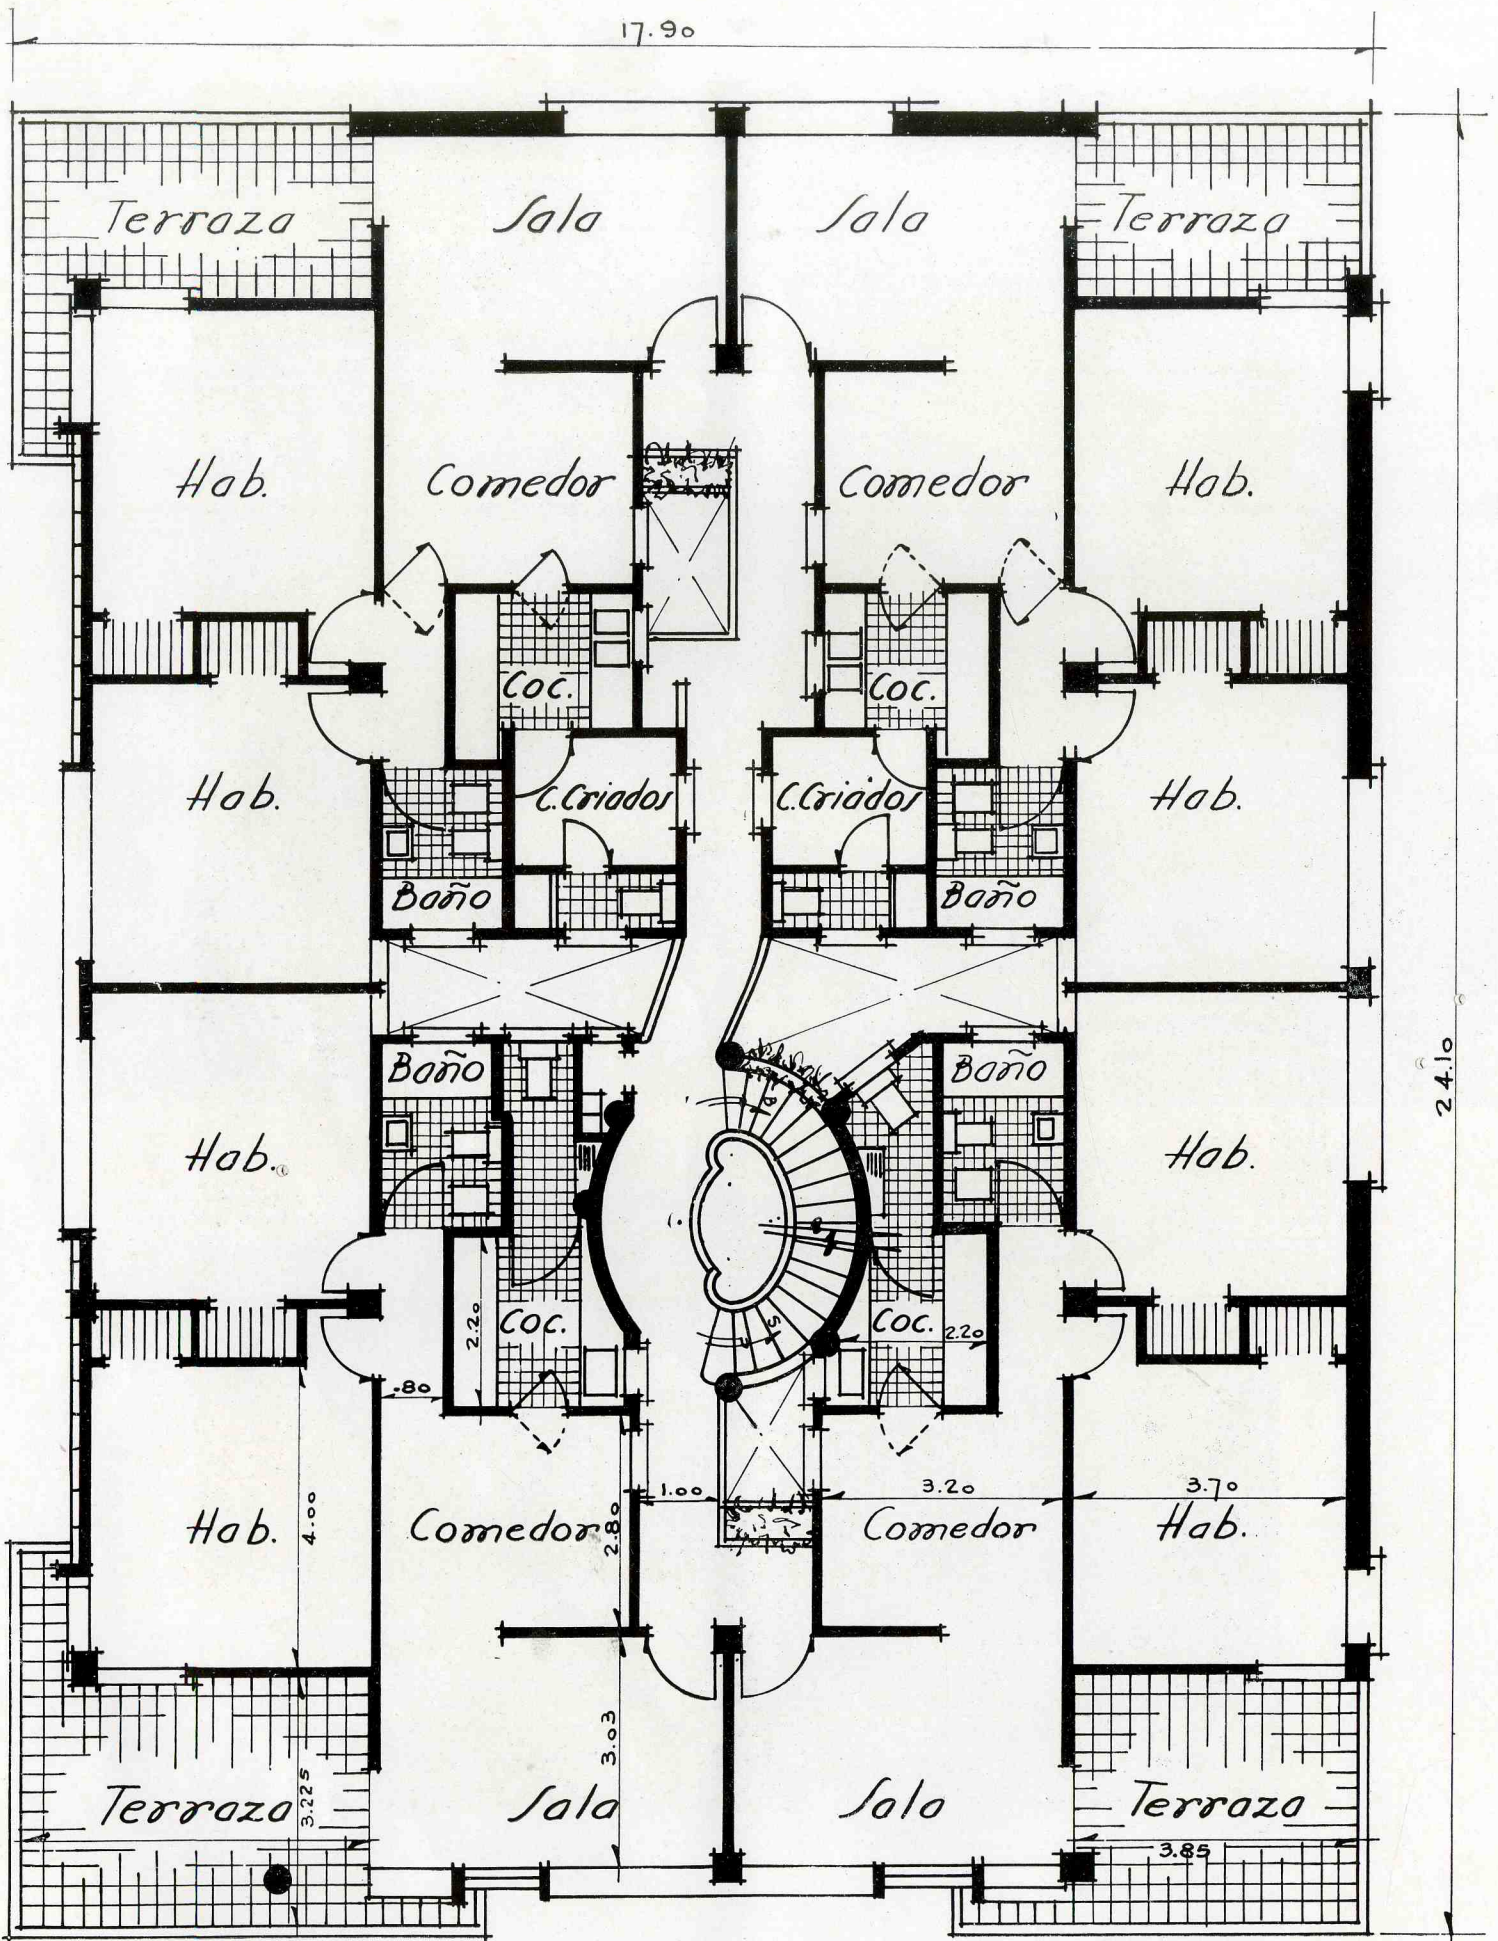 17.90
Terraza
Sala
Sala
Terraza
Hab.
Comedor
Comedor
Hab.
Coc.
Coc.
Hab.
C.Criados
C.Criados
Hab.
Baño
Baño
24.10
Baño
Baño
Hab.
Hab.
8
2.20
Coc.
Coc.
2.20
.80
1.00
3.20
3.70
Hab.
4.00
Comedor
2.80
Comedor
Hab.
3.03
3.225
Terraza
Sala
Sala
Terraza
3.85